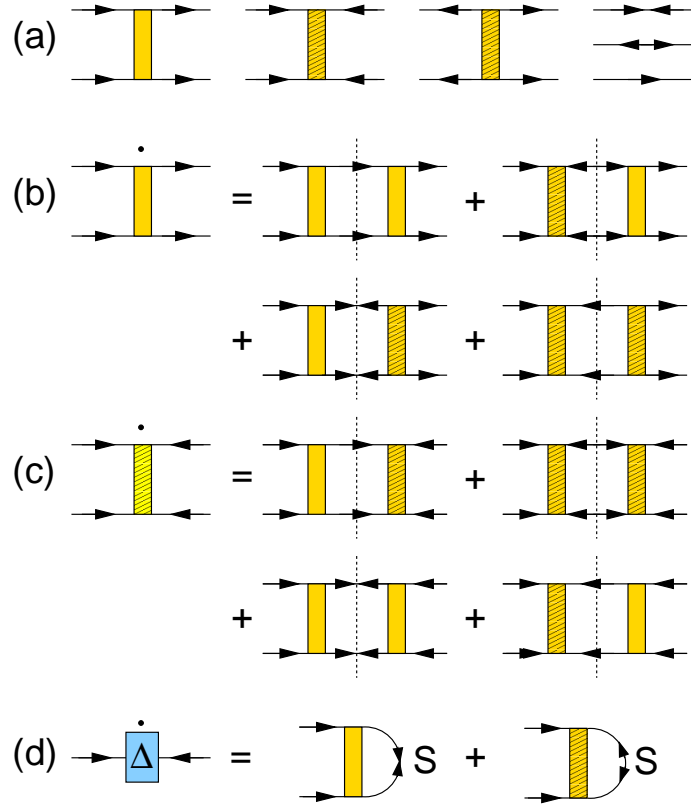 (a)
(b) = +
+ +
(c) = +
+ +
(d) Δ = S + S